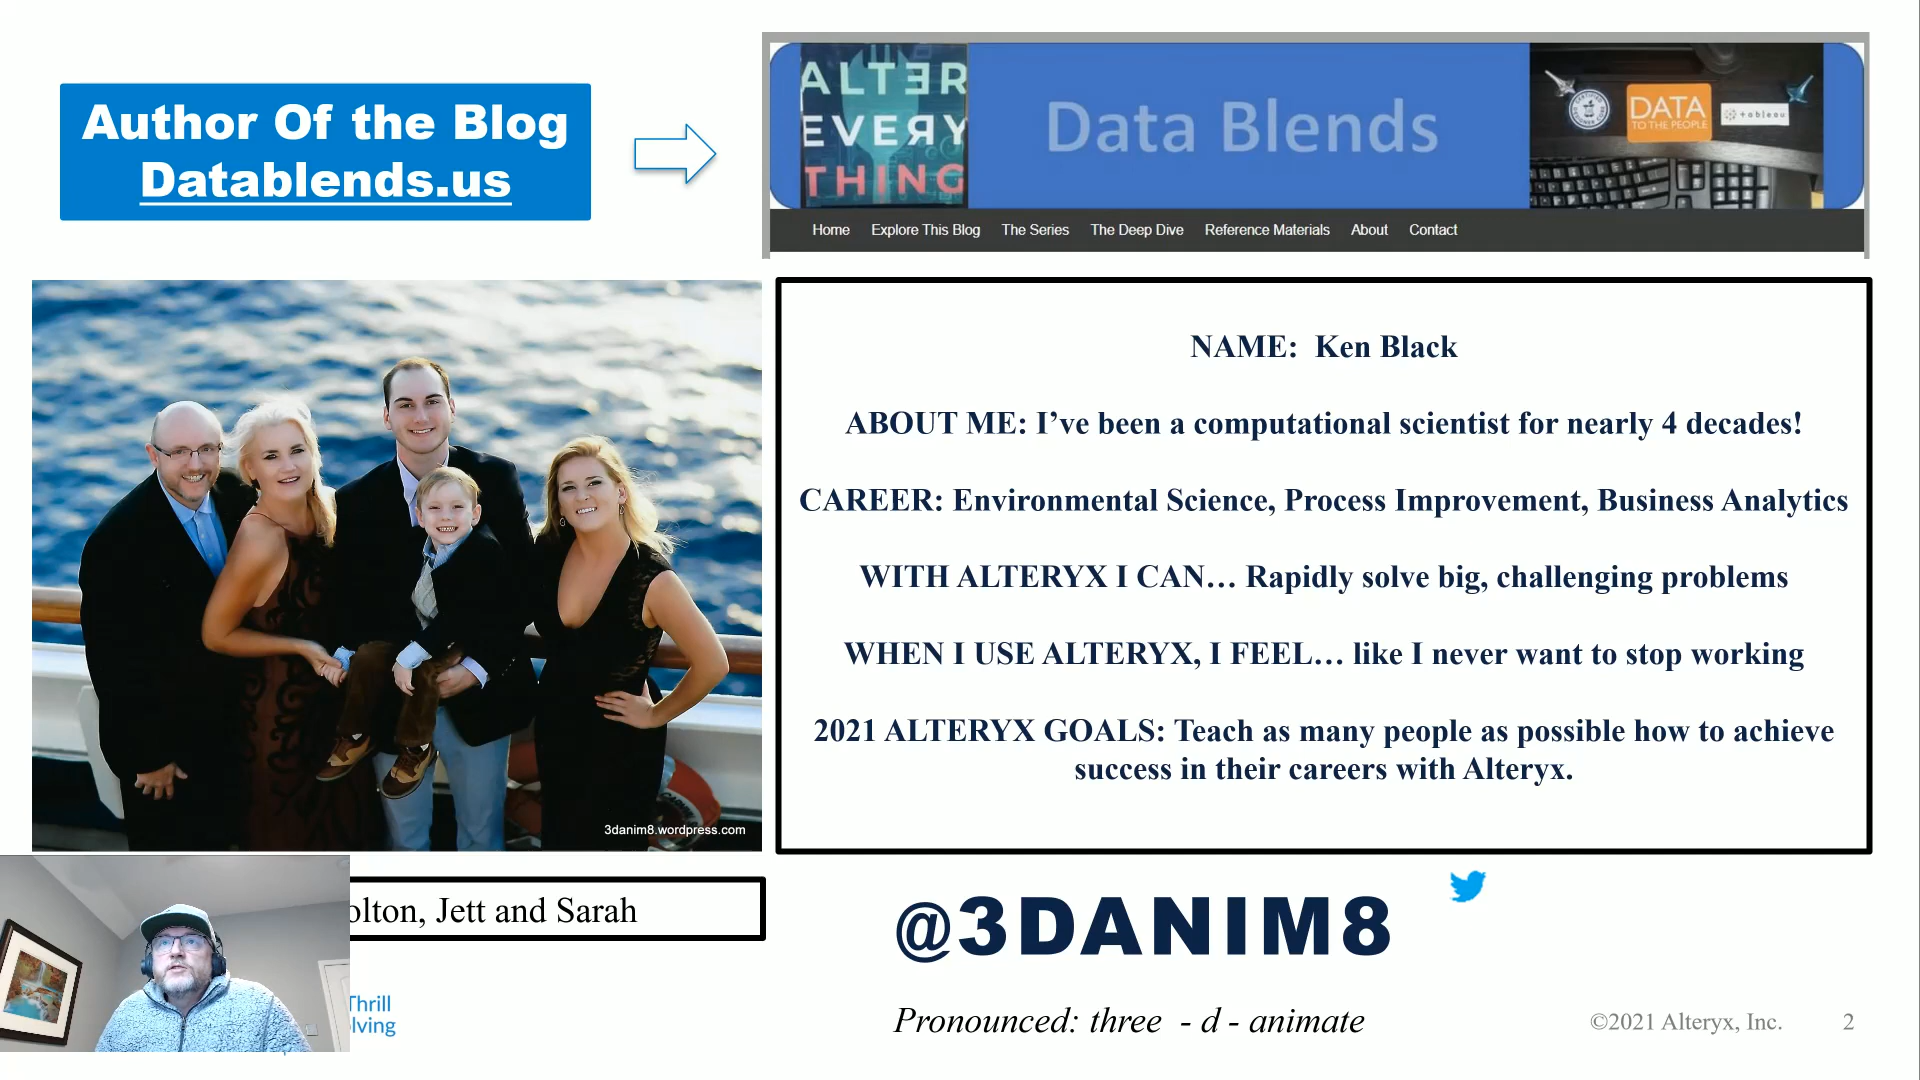 Author Of the Blog
Datablends.us
ALTƎR
EVEЯY
THING
Data Blends
DATA
TO THE PEOPLE
+ableau
Home Explore This Blog The Series The Deep Dive Reference Materials About Contact
NAME: Ken Black
ABOUT ME: I’ve been a computational scientist for nearly 4 decades!
CAREER: Environmental Science, Process Improvement, Business Analytics
WITH ALTERYX I CAN… Rapidly solve big, challenging problems
WHEN I USE ALTERYX, I FEEL… like I never want to stop working
2021 ALTERYX GOALS: Teach as many people as possible how to achieve
success in their careers with Alteryx.
3danim8.wordpress.com
olton, Jett and Sarah
@3DANIM8
Thrill
lving
Pronounced: three - d - animate
©2021 Alteryx, Inc. 2